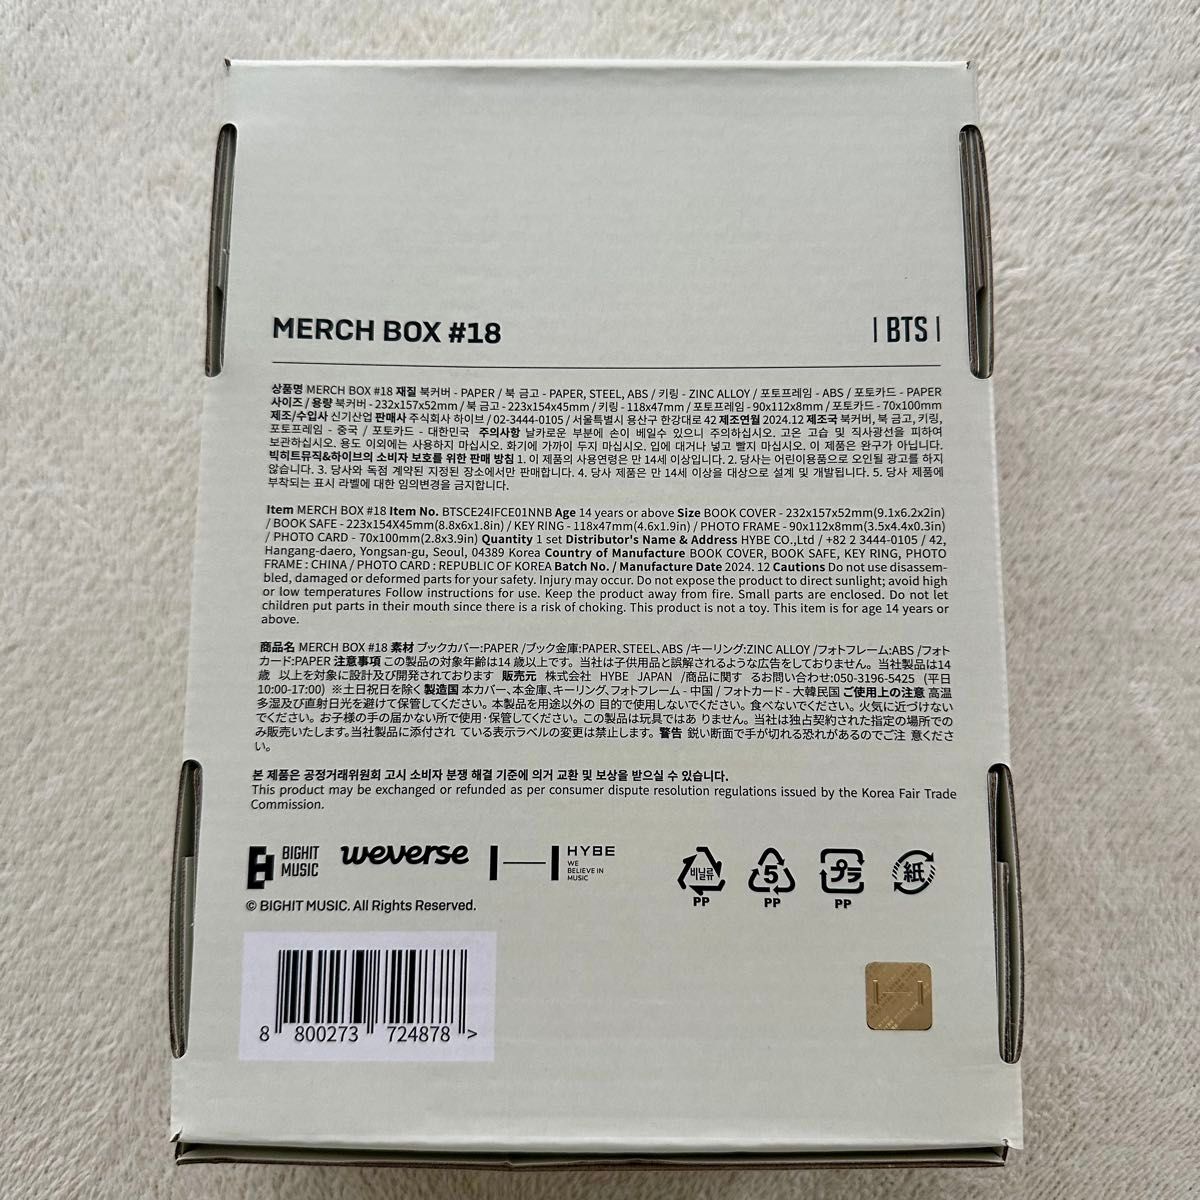 MERCH BOX #18
BTS
상품명 MERCH BOX #18 재질 북커버 - PAPER / 북 금고 - PAPER, STEEL, ABS / 키링 - ZINC ALLOY / 포토프레임 - ABS / 포토카드 - PAPER
사이즈 / 용량 북커버 - 232x157x52mm / 북 금고 - 223x154x45mm / 키링 - 118x47mm / 포토프레임 - 90x112x8mm / 포토카드 - 70x100mm
제조/수입사 신기산업 판매사 주식회사 하이브 / 02-3444-0105 / 서울특별시 용산구 한강대로 42 제조연월 2024.12 제조국 북커버, 북 금고, 키링,
포토프레임 - 중국 / 포토카드 - 대한민국 주의사항 날카로운 부분에 손이 베일수 있으니 주의하십시오. 고온 고습 및 직사광선을 피하여
보관하십시오. 용도 이외에는 사용하지 마십시오. 화기에 가까이 두지 마십시오. 입에 대거나 넣고 빨지 마십시오. 이 제품은 완구가 아닙니다.
빅히트뮤직&하이브의 소비자 보호를 위한 판매 방침 1. 이 제품의 사용연령은 만 14세 이상입니다. 2. 당사는 어린이용품으로 오인될 광고를 하지
않습니다. 3. 당사와 독점 계약된 지정된 장소에서만 판매합니다. 4. 당사 제품은 만 14세 이상을 대상으로 설계 및 개발됩니다. 5. 당사 제품에
부착되는 표시 라벨에 대한 임의변경을 금지합니다.
Item MERCH BOX #18 Item No. BTSCE24IFCE01NNB Age 14 years or above Size BOOK COVER - 232x157x52mm(9.1x6.2x2in)
/ BOOK SAFE - 223x154X45mm(8.8x6x1.8in) / KEY RING - 118x47mm(4.6x1.9in) / PHOTO FRAME - 90x112x8mm(3.5x4.4x0.3in)
/ PHOTO CARD - 70x100mm(2.8x3.9in) Quantity 1 set Distributor's Name & Address HYBE CO.,Ltd / +82 2 3444-0105 / 42,
Hangang-daero, Yongsan-gu, Seoul, 04389 Korea Country of Manufacture BOOK COVER, BOOK SAFE, KEY RING, PHOTO
FRAME : CHINA / PHOTO CARD : REPUBLIC OF KOREA Batch No. / Manufacture Date 2024. 12 Cautions Do not use disassem-
bled, damaged or deformed parts for your safety. Injury may occur. Do not expose the product to direct sunlight; avoid high
or low temperatures Follow instructions for use. Keep the product away from fire. Small parts are enclosed. Do not let
children put parts in their mouth since there is a risk of choking. This product is not a toy. This item is for age 14 years or
above.
商品名 MERCH BOX #18 素材 ブックカバー:PAPER /ブック金庫:PAPER、STEEL、ABS /キーリング:ZINC ALLOY /フォトフレーム:ABS /フォト
カード:PAPER 注意事項 この製品の対象年齢は14 歳以上です。当社は子供用品と誤解されるような広告をしておりません。当社製品は14
歳 以上を対象に設計及び開発されております 販売元 株式会社 HYBE JAPAN /商品に関す るお問い合わせ:050-3196-5425 (平日
10:00-17:00) ※土日祝日を除く 製造国 本カバー、本金庫、キーリング、フォトフレーム - 中国 / フォトカード - 大韓民国 ご使用上の注意 高温
多湿及び直射日光を避けて保管してください。本製品を用途以外の 目的で使用しないでください。食べないでください。火気に近づけない
でください。お子様の手の届かない所で使用・保管してください。この製品は玩具ではあ りません。当社は独占契約された指定の場所での
み販売いたします。当社製品に添付され ている表示ラベルの変更は禁止します。 警告 鋭い断面で手が切れる恐れがあるのでご注 意くださ
い。
본 제품은 공정거래위원회 고시 소비자 분쟁 해결 기준에 의거 교환 및 보상을 받으실 수 있습니다.
This product may be exchanged or refunded as per consumer dispute resolution regulations issued by the Korea Fair Trade
Commission.
BIGHIT
MUSIC
weverse
HYBE
WE
BELIEVE IN
MUSIC
비닐류
PP
5
PP
プラ
PP
紙
© BIGHIT MUSIC. All Rights Reserved.
8 800273 724878 >